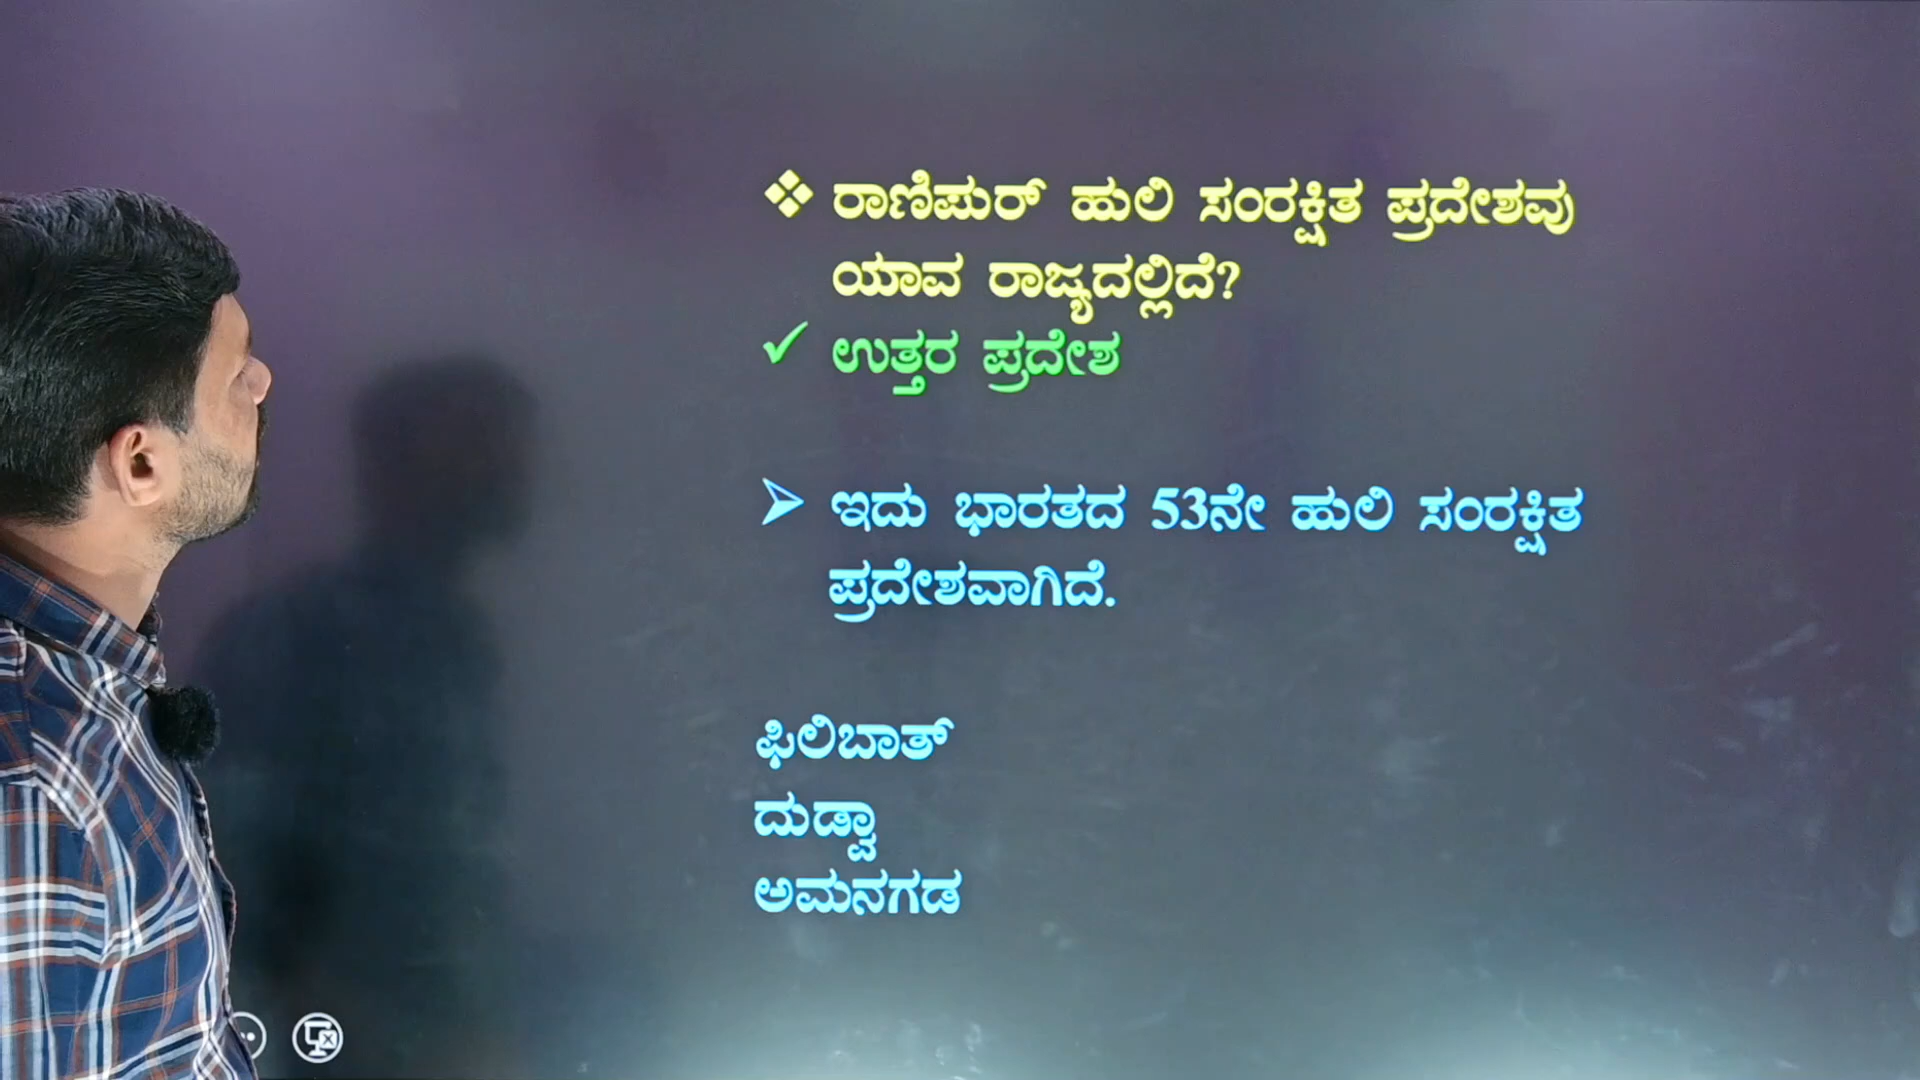 ❖ ರಾಣಿಪುರ್ ಹುಲಿ ಸಂರಕ್ಷಿತ ಪ್ರದೇಶವು
ಯಾವ ರಾಜ್ಯದಲ್ಲಿದೆ?
✓ ಉತ್ತರ ಪ್ರದೇಶ
➢ ಇದು ಭಾರತದ 53ನೇ ಹುಲಿ ಸಂರಕ್ಷಿತ
ಪ್ರದೇಶವಾಗಿದೆ.
ಫಿಲಿಬಾತ್
ದುಡ್ವಾ
ಅಮನಗಡ